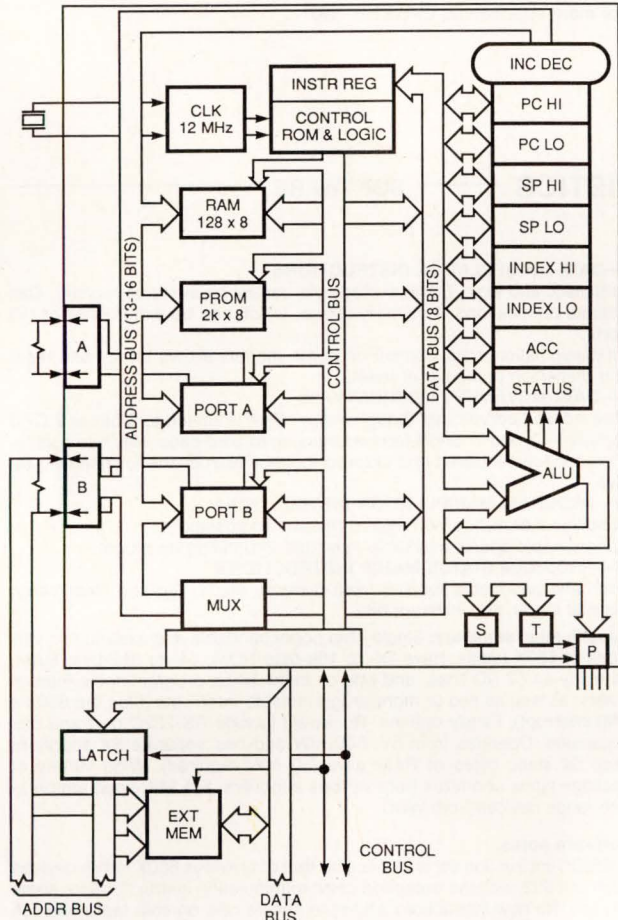 INC DEC
INSTR REG
CLK
12 MHz
PC HI
CONTROL
ROM & LOGIC
PC LO
SP HI
RAM
128 x 8
SP LO
INDEX HI
PROM
2k x 8
INDEX LO
ADDRESS BUS (13-16 BITS)
CONTROL BUS
DATA BUS (8 BITS)
A
ACC
PORT A
STATUS
ALU
B
PORT B
MUX
S
T
P
LATCH
EXT
MEM
CONTROL
BUS
ADDR BUS
DATA
BUS